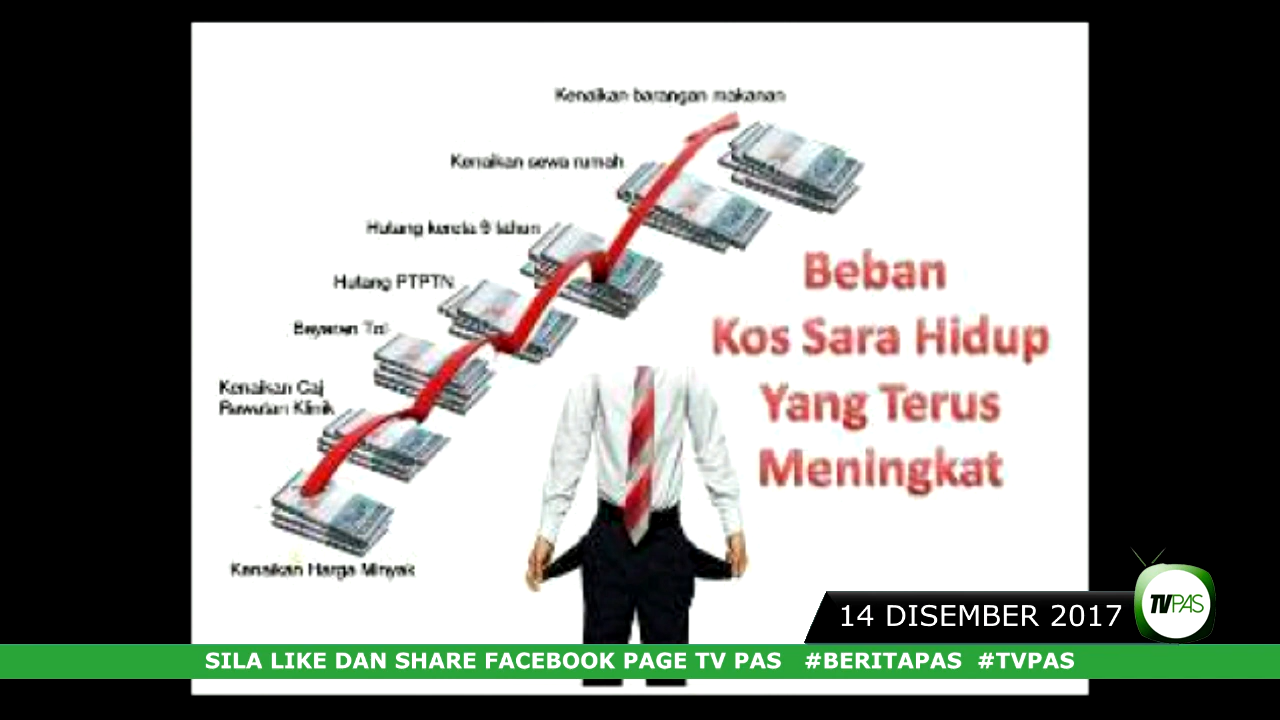 Kenaikan barangan makanan
Kenaikan sewa rumah
Hutang kereta 9 tahun
Hutang PTPTN
Bayaran Tol
Kenaikan Caj
Rawatan Klinik
Kenaikan Harga Minyak
Beban
Kos Sara Hidup
Yang Terus
Meningkat
14 DISEMBER 2017
TVPAS
SILA LIKE DAN SHARE FACEBOOK PAGE TV PAS #BERITAPAS #TVPAS